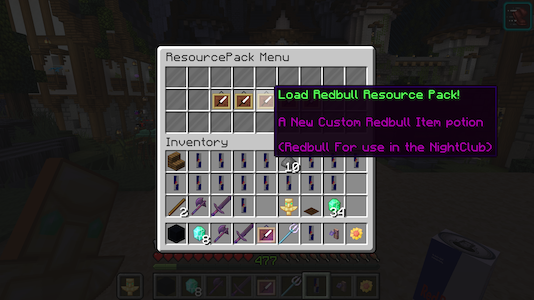 ResourcePack Menu
Load Redbull Resource Pack!
A New Custom Redbull Item potion
(Redbull For use in the NightClub)
Inventory
10
2
34
8
477
8